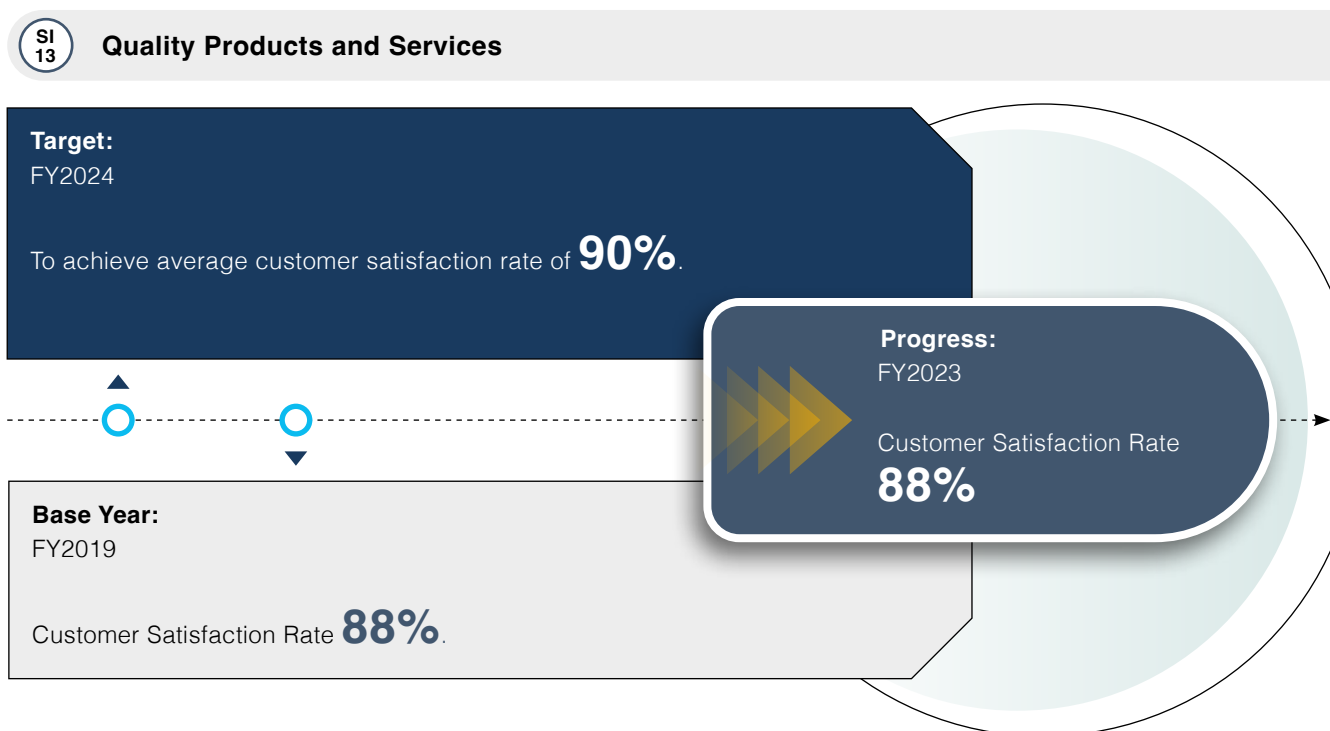 SI
13
Quality Products and Services
Target:
FY2024
To achieve average customer satisfaction rate of 90%.
Progress:
FY2023
Customer Satisfaction Rate
88%
Base Year:
FY2019
Customer Satisfaction Rate 88%.